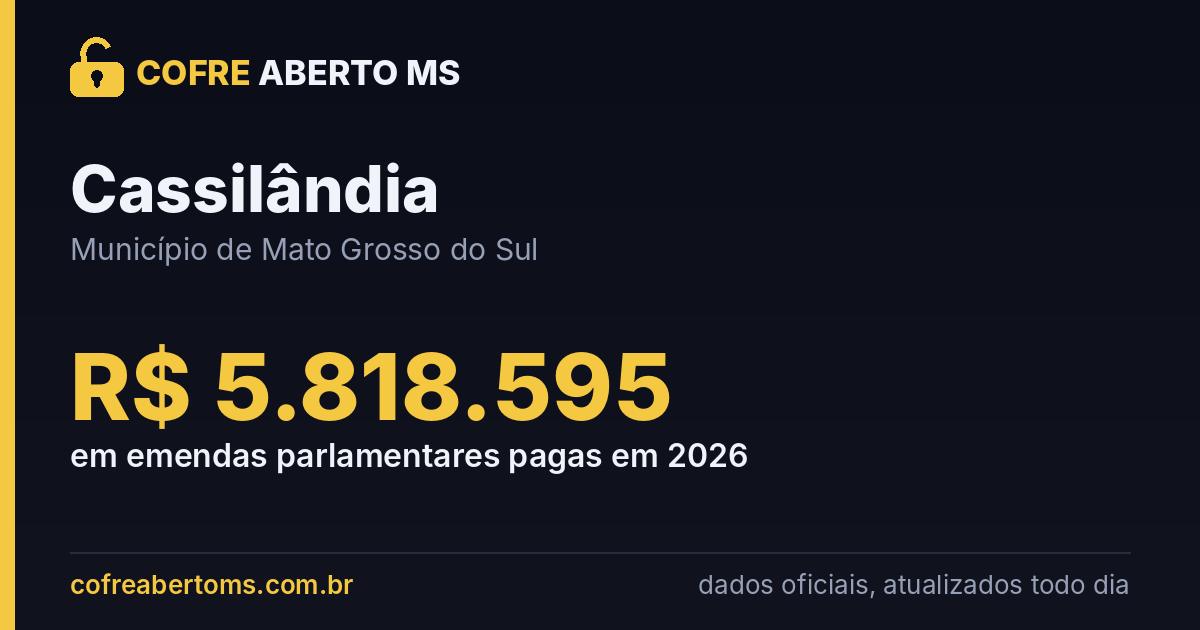 COFRE ABERTO MS
Cassilândia
Município de Mato Grosso do Sul
R$ 5.818.595
em emendas parlamentares pagas em 2026
cofreabertoms.com.br
dados oficiais, atualizados todo dia